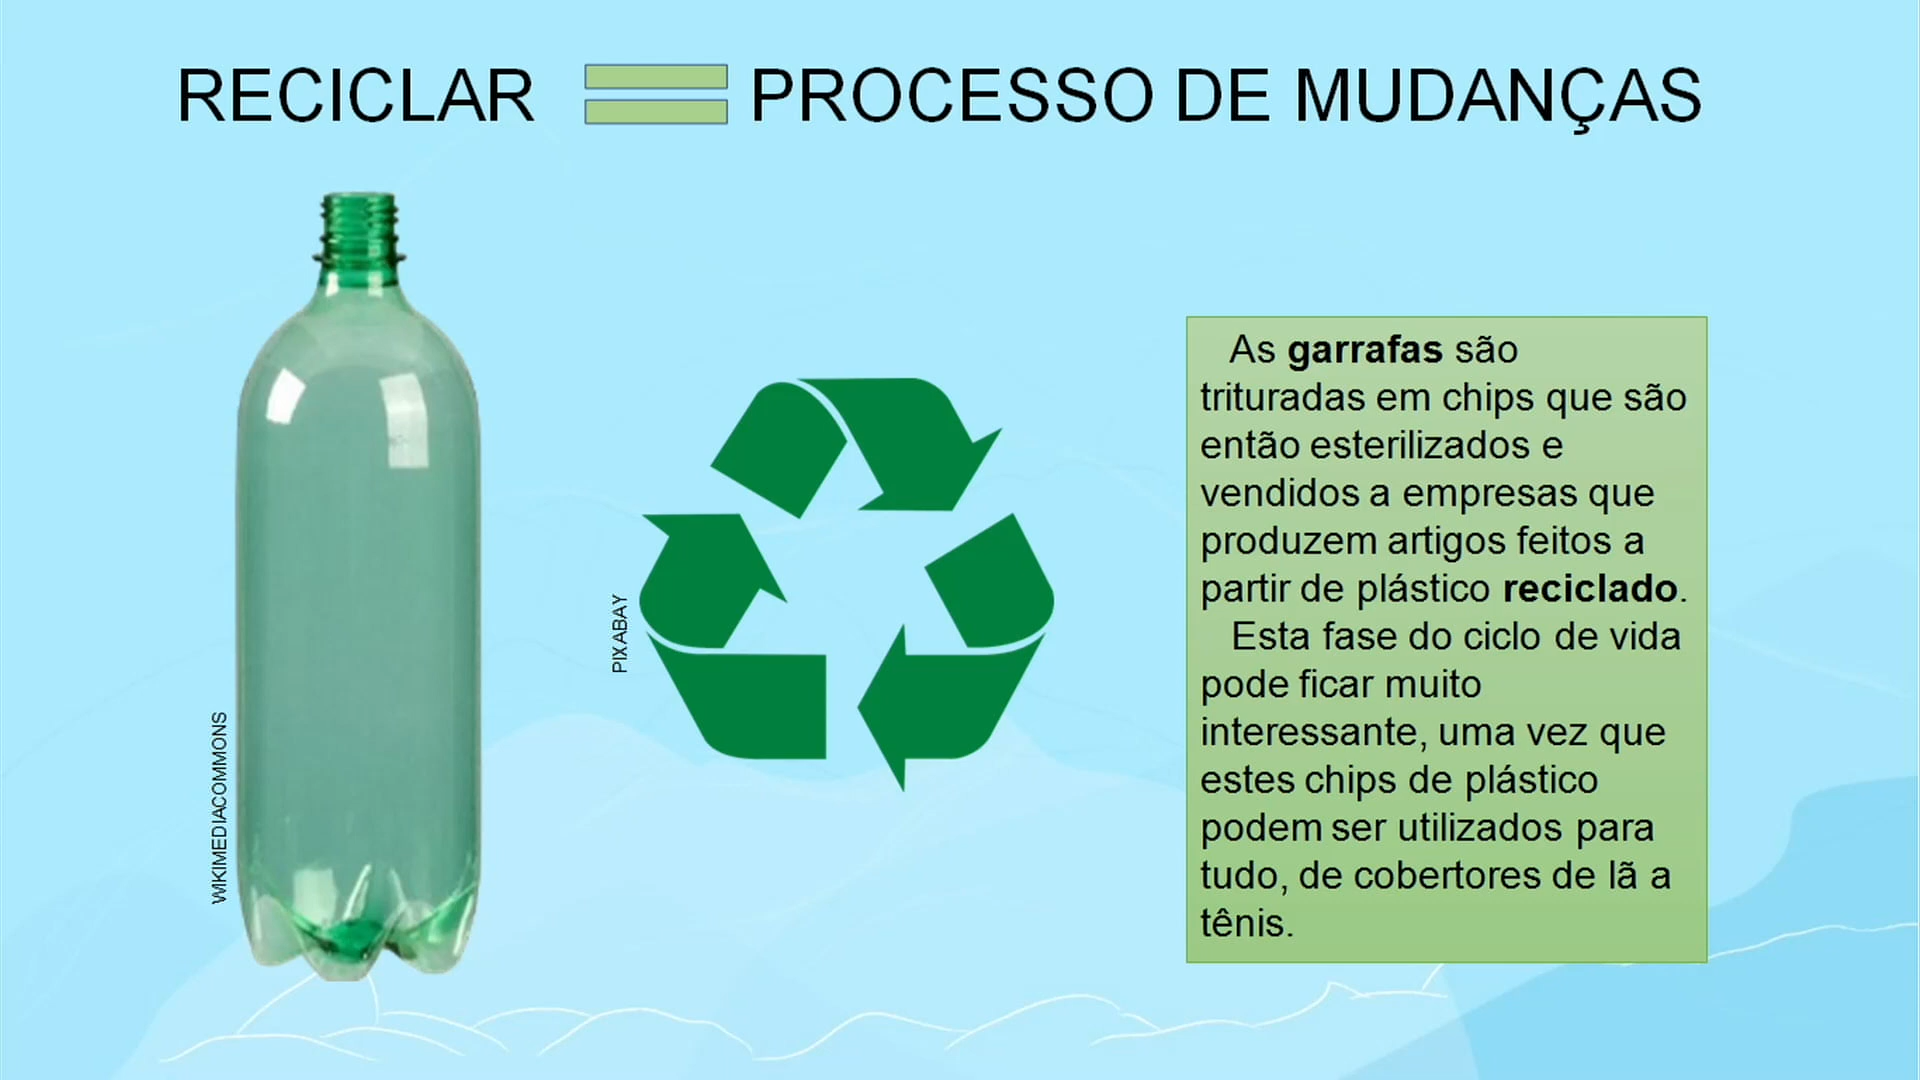 RECICLAR
PROCESSO DE MUDANÇAS
WIKIMEDIACOMMONS
PIXABAY
As garrafas são
trituradas em chips que são
então esterilizados e
vendidos a empresas que
produzem artigos feitos a
partir de plástico reciclado.
Esta fase do ciclo de vida
pode ficar muito
interessante, uma vez que
estes chips de plástico
podem ser utilizados para
tudo, de cobertores de lã a
tênis.